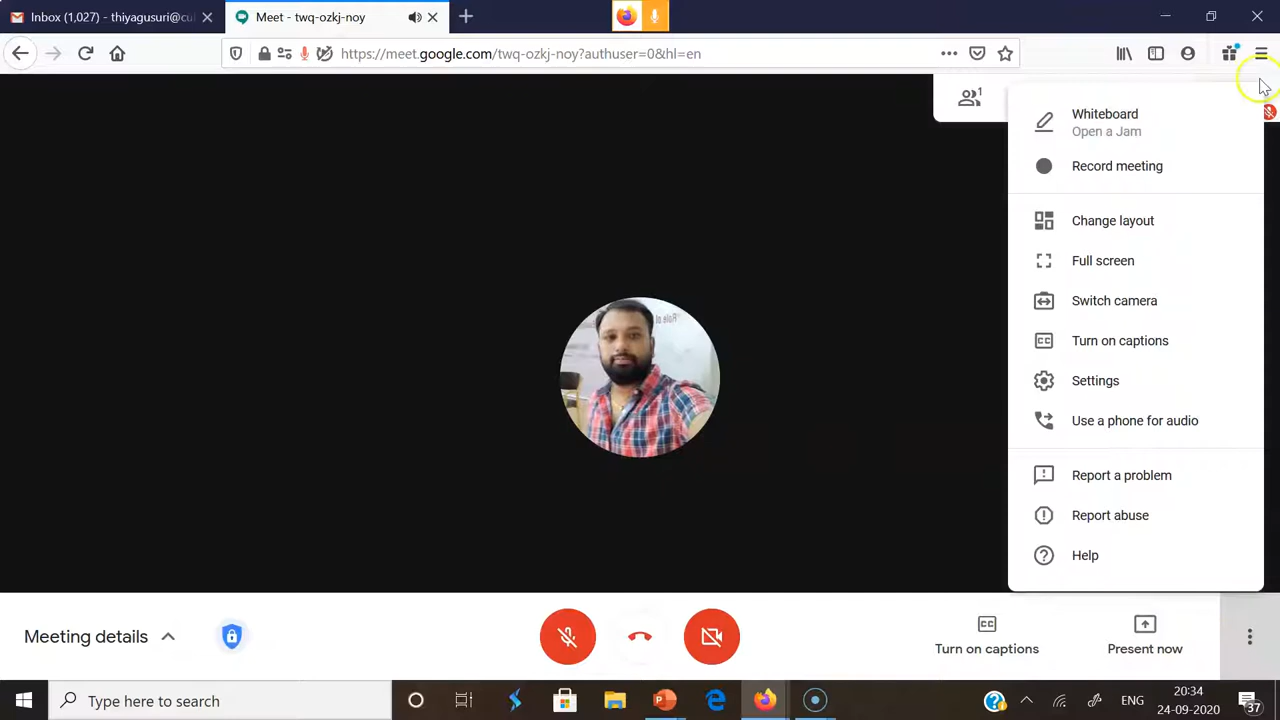 Inbox (1,027) - thiyagusuri@cu
Meet - twq-ozkj-noy
https://meet.google.com/twq-ozkj-noy?authuser=0&hl=en
1
Whiteboard
Open a Jam
Record meeting
Change layout
Full screen
Switch camera
Turn on captions
Settings
Use a phone for audio
Report a problem
Report abuse
Help
Meeting details
Turn on captions
Present now
Type here to search
ENG
20:34
24-09-2020
37